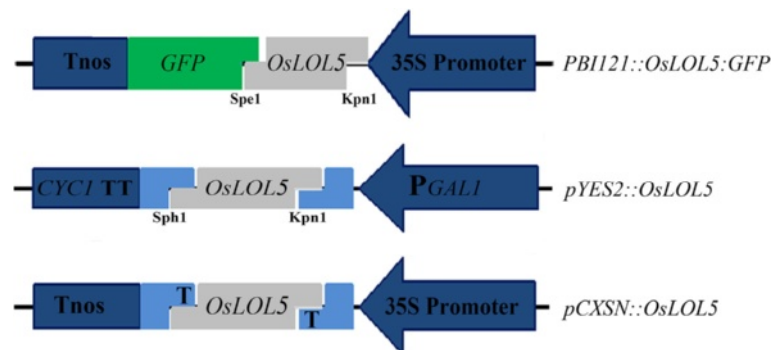 Tnos GFP OsLOL5 35S Promoter PBI121::OsLOL5:GFP
Spe1 Kpn1
CYC1 TT OsLOL5 PGAL1 pYES2::OsLOL5
Sph1 Kpn1
Tnos T OsLOL5 T 35S Promoter pCXSN::OsLOL5